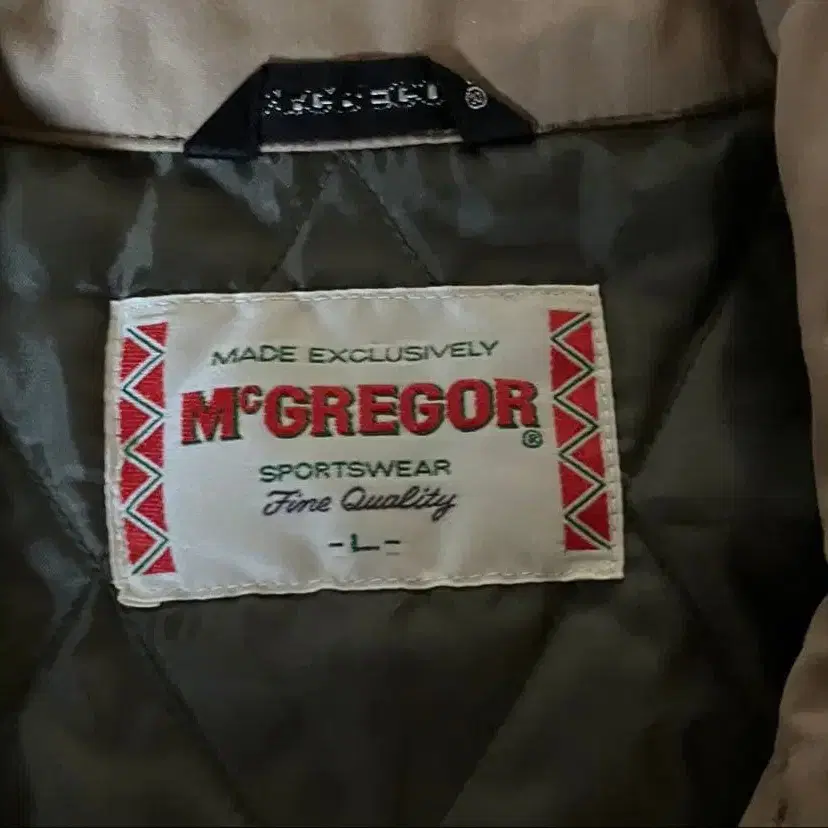 MADE EXCLUSIVELY
McGREGOR®
SPORTSWEAR
Fine Quality
-L-